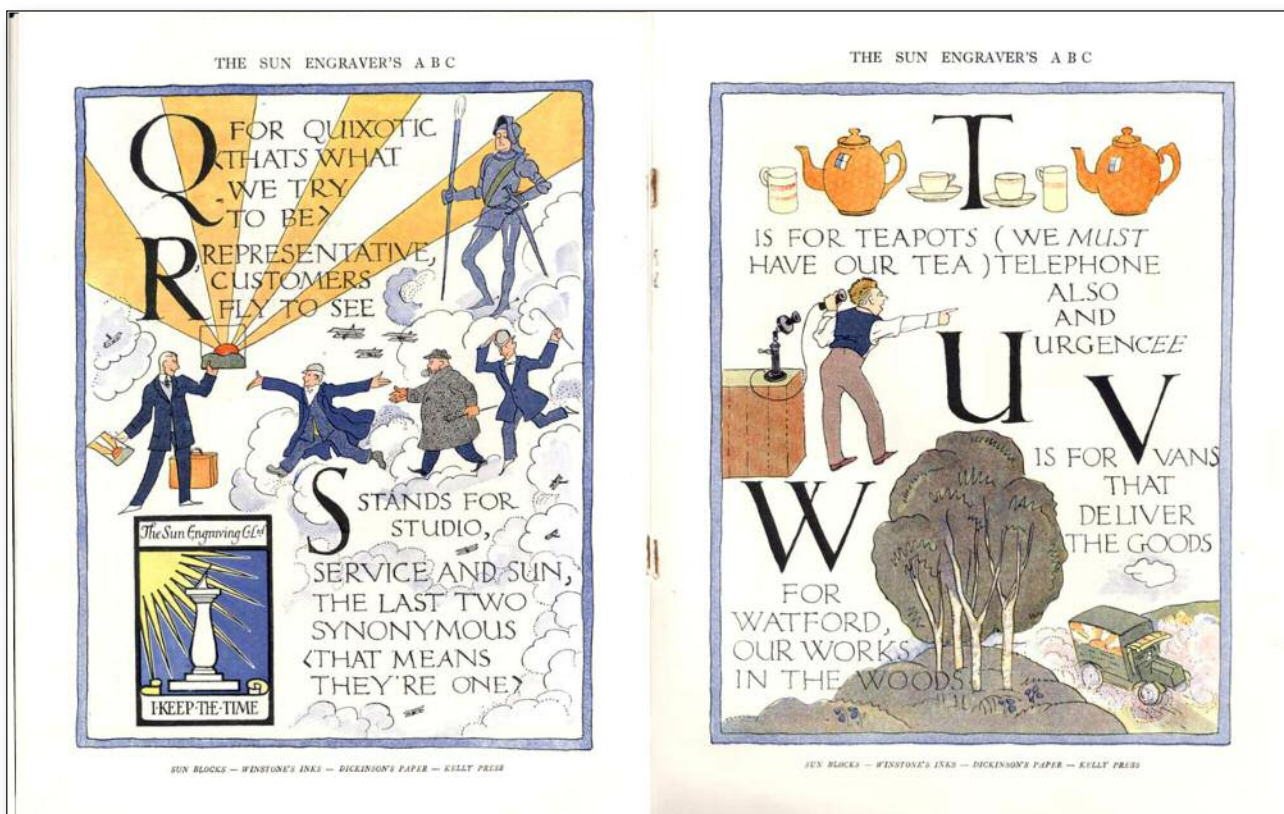 THE SUN ENGRAVER'S A B C
Q FOR QUIXOTIC
<THATS WHAT
WE TRY
TO BE>
R, REPRESENTATIVE,
CUSTOMERS
FLY TO SEE
S STANDS FOR
STUDIO,
SERVICE AND SUN,
THE LAST TWO
SYNONYMOUS
<THAT MEANS
THEY'RE ONE>
The Sun Engraving Co Ltd
I·KEEP·THE·TIME
SUN BLOCKS — WINSTONE'S INKS — DICKINSON'S PAPER — KELLY PRESS
THE SUN ENGRAVER'S A B C
T
IS FOR TEAPOTS ( WE MUST
HAVE OUR TEA ) TELEPHONE
ALSO
AND
U URGENCEE
V
IS FOR VANS
THAT
DELIVER
THE GOODS
W
FOR
WATFORD,
OUR WORKS
IN THE WOODS
SUN BLOCKS — WINSTONE'S INKS — DICKINSON'S PAPER — KELLY PRESS